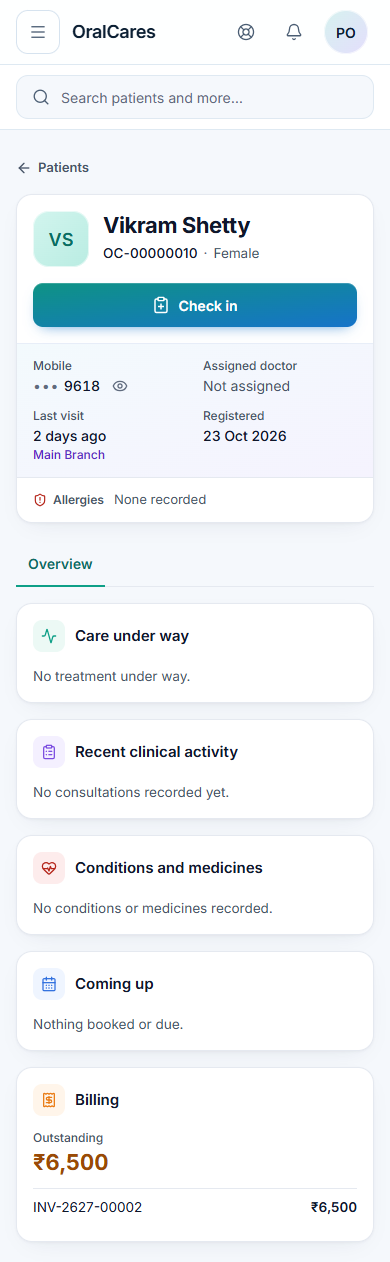 OralCares
PO
Search patients and more...
Patients
VS
Vikram Shetty
OC-00000010 · Female
Check in
Mobile
••• 9618
Assigned doctor
Not assigned
Last visit
2 days ago
Main Branch
Registered
23 Oct 2026
Allergies None recorded
Overview
Care under way
No treatment under way.
Recent clinical activity
No consultations recorded yet.
Conditions and medicines
No conditions or medicines recorded.
Coming up
Nothing booked or due.
Billing
Outstanding
₹6,500
INV-2627-00002 ₹6,500